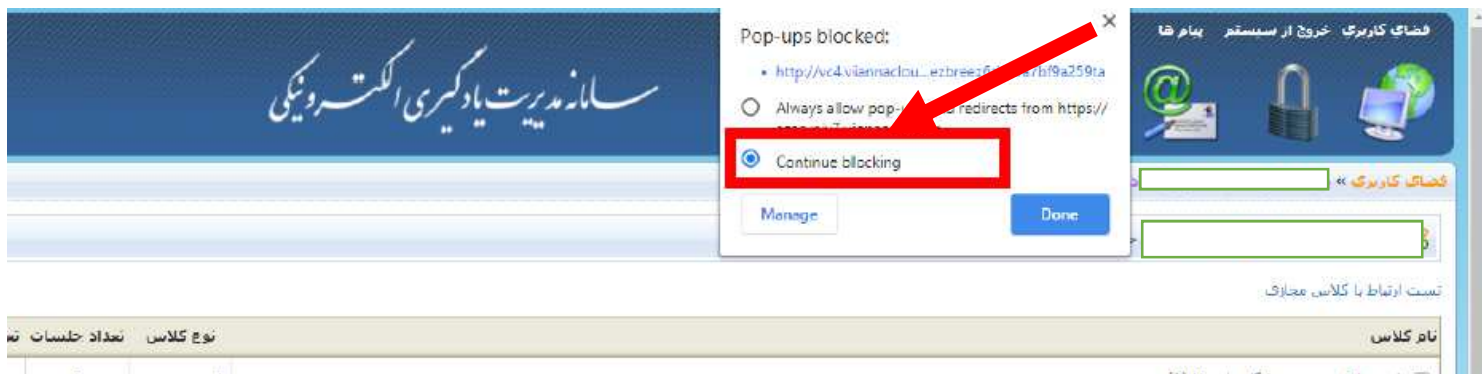 Pop-ups blocked:
فضای کاربری خروج از سیستم پیام ها
سامانه مدیریت یادگیری الکترونیکی
Always allow pop- redirects from https://
Continue blocking
Manage Done
فضای کاربری »
تست ارتباط با کلاس مجازی
نام کلاس نوع کلاس تعداد جلسات